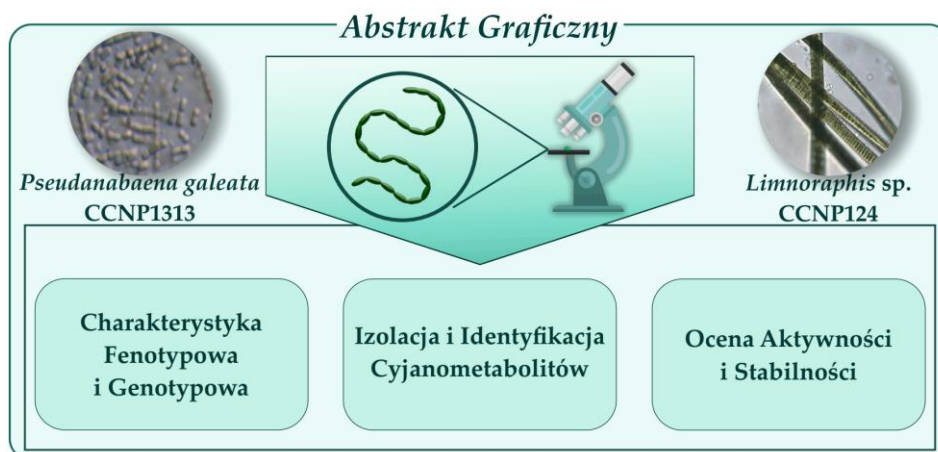 Abstrakt Graficzny
Pseudanabaena galeata
CCNP1313
Limnoraphis sp.
CCNP124
Charakterystyka
Fenotypowa
i Genotypowa
Izolacja i Identyfikacja
Cyjanometabolitów
Ocena Aktywności
i Stabilności